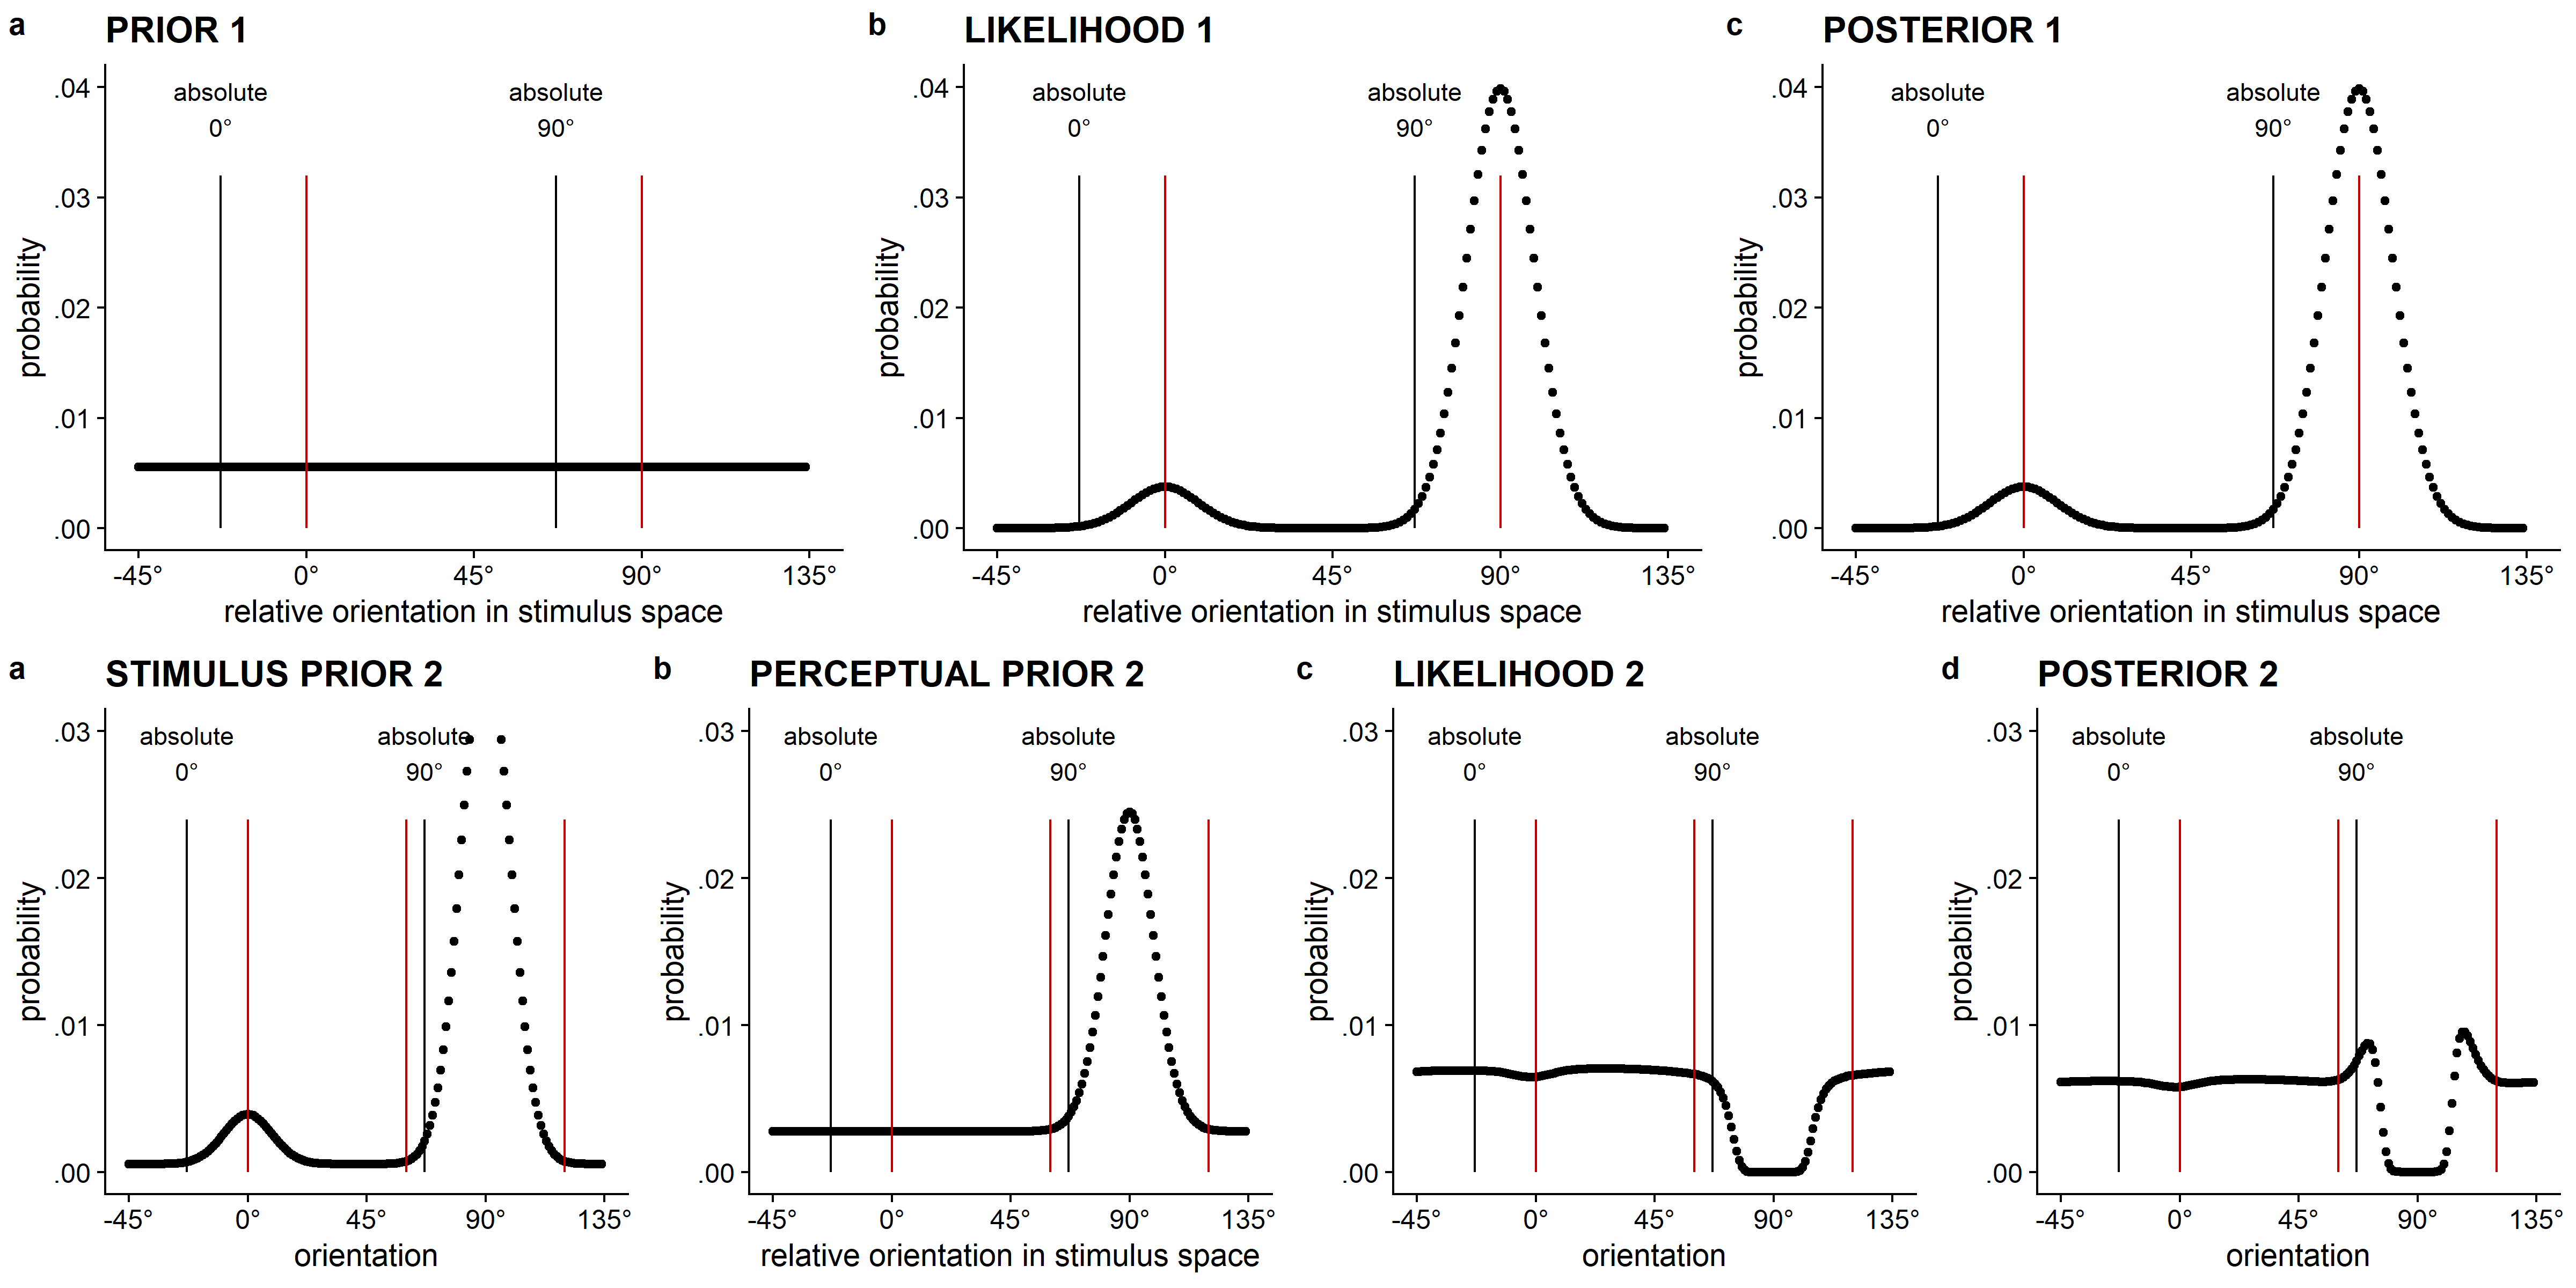 a PRIOR 1
absolute 0°
absolute 90°
.04
.03
.02
.01
.00
probability
-45° 0° 45° 90° 135°
relative orientation in stimulus space
b LIKELIHOOD 1
absolute 0°
absolute 90°
.04
.03
.02
.01
.00
probability
-45° 0° 45° 90° 135°
relative orientation in stimulus space
c POSTERIOR 1
absolute 0°
absolute 90°
.04
.03
.02
.01
.00
probability
-45° 0° 45° 90° 135°
relative orientation in stimulus space
a STIMULUS PRIOR 2
absolute 0°
absolute 90°
.03
.02
.01
.00
probability
-45° 0° 45° 90° 135°
orientation
b PERCEPTUAL PRIOR 2
absolute 0°
absolute 90°
.03
.02
.01
.00
probability
-45° 0° 45° 90° 135°
relative orientation in stimulus space
c LIKELIHOOD 2
absolute 0°
absolute 90°
.03
.02
.01
.00
probability
-45° 0° 45° 90° 135°
orientation
d POSTERIOR 2
absolute 0°
absolute 90°
.03
.02
.01
.00
probability
-45° 0° 45° 90° 135°
orientation